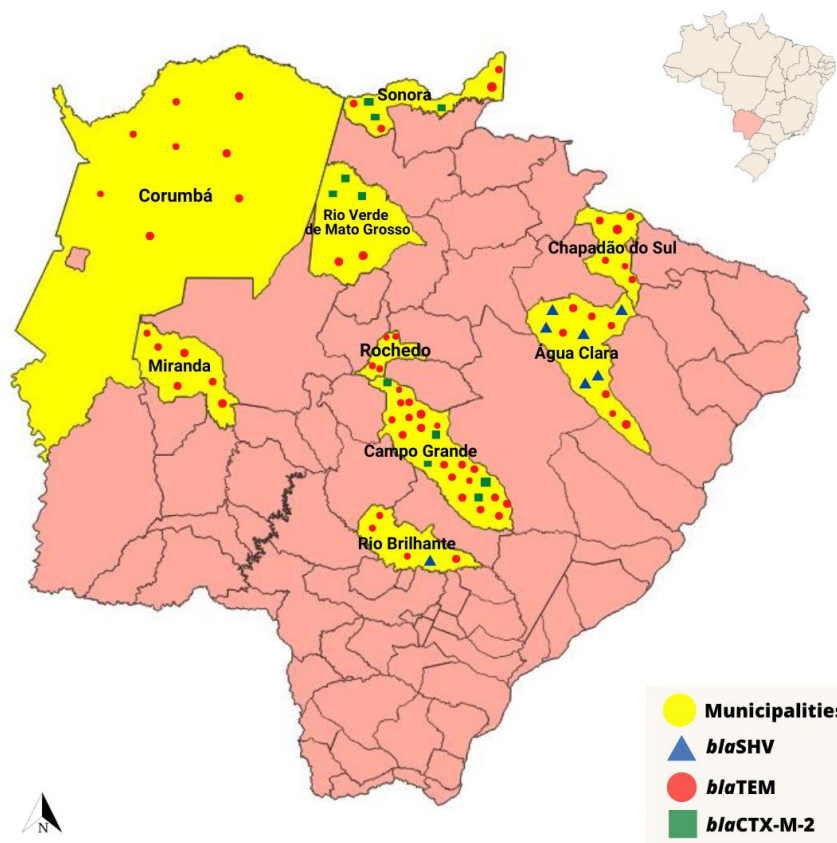 Sonora
Corumbá
Rio Verde
de Mato Grosso
Chapadão do Sul
Miranda
Rochedo
Água Clara
Campo Grande
Rio Brilhante
Municipalities
blaSHV
blaTEM
blaCTX-M-2
N